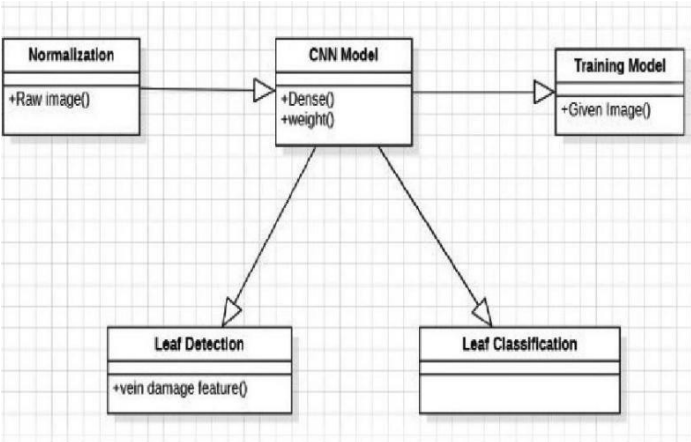 Normalization
+Raw image()
CNN Model
+Dense()
+weight()
Training Model
+Given Image()
Leaf Detection
+vein damage feature()
Leaf Classification